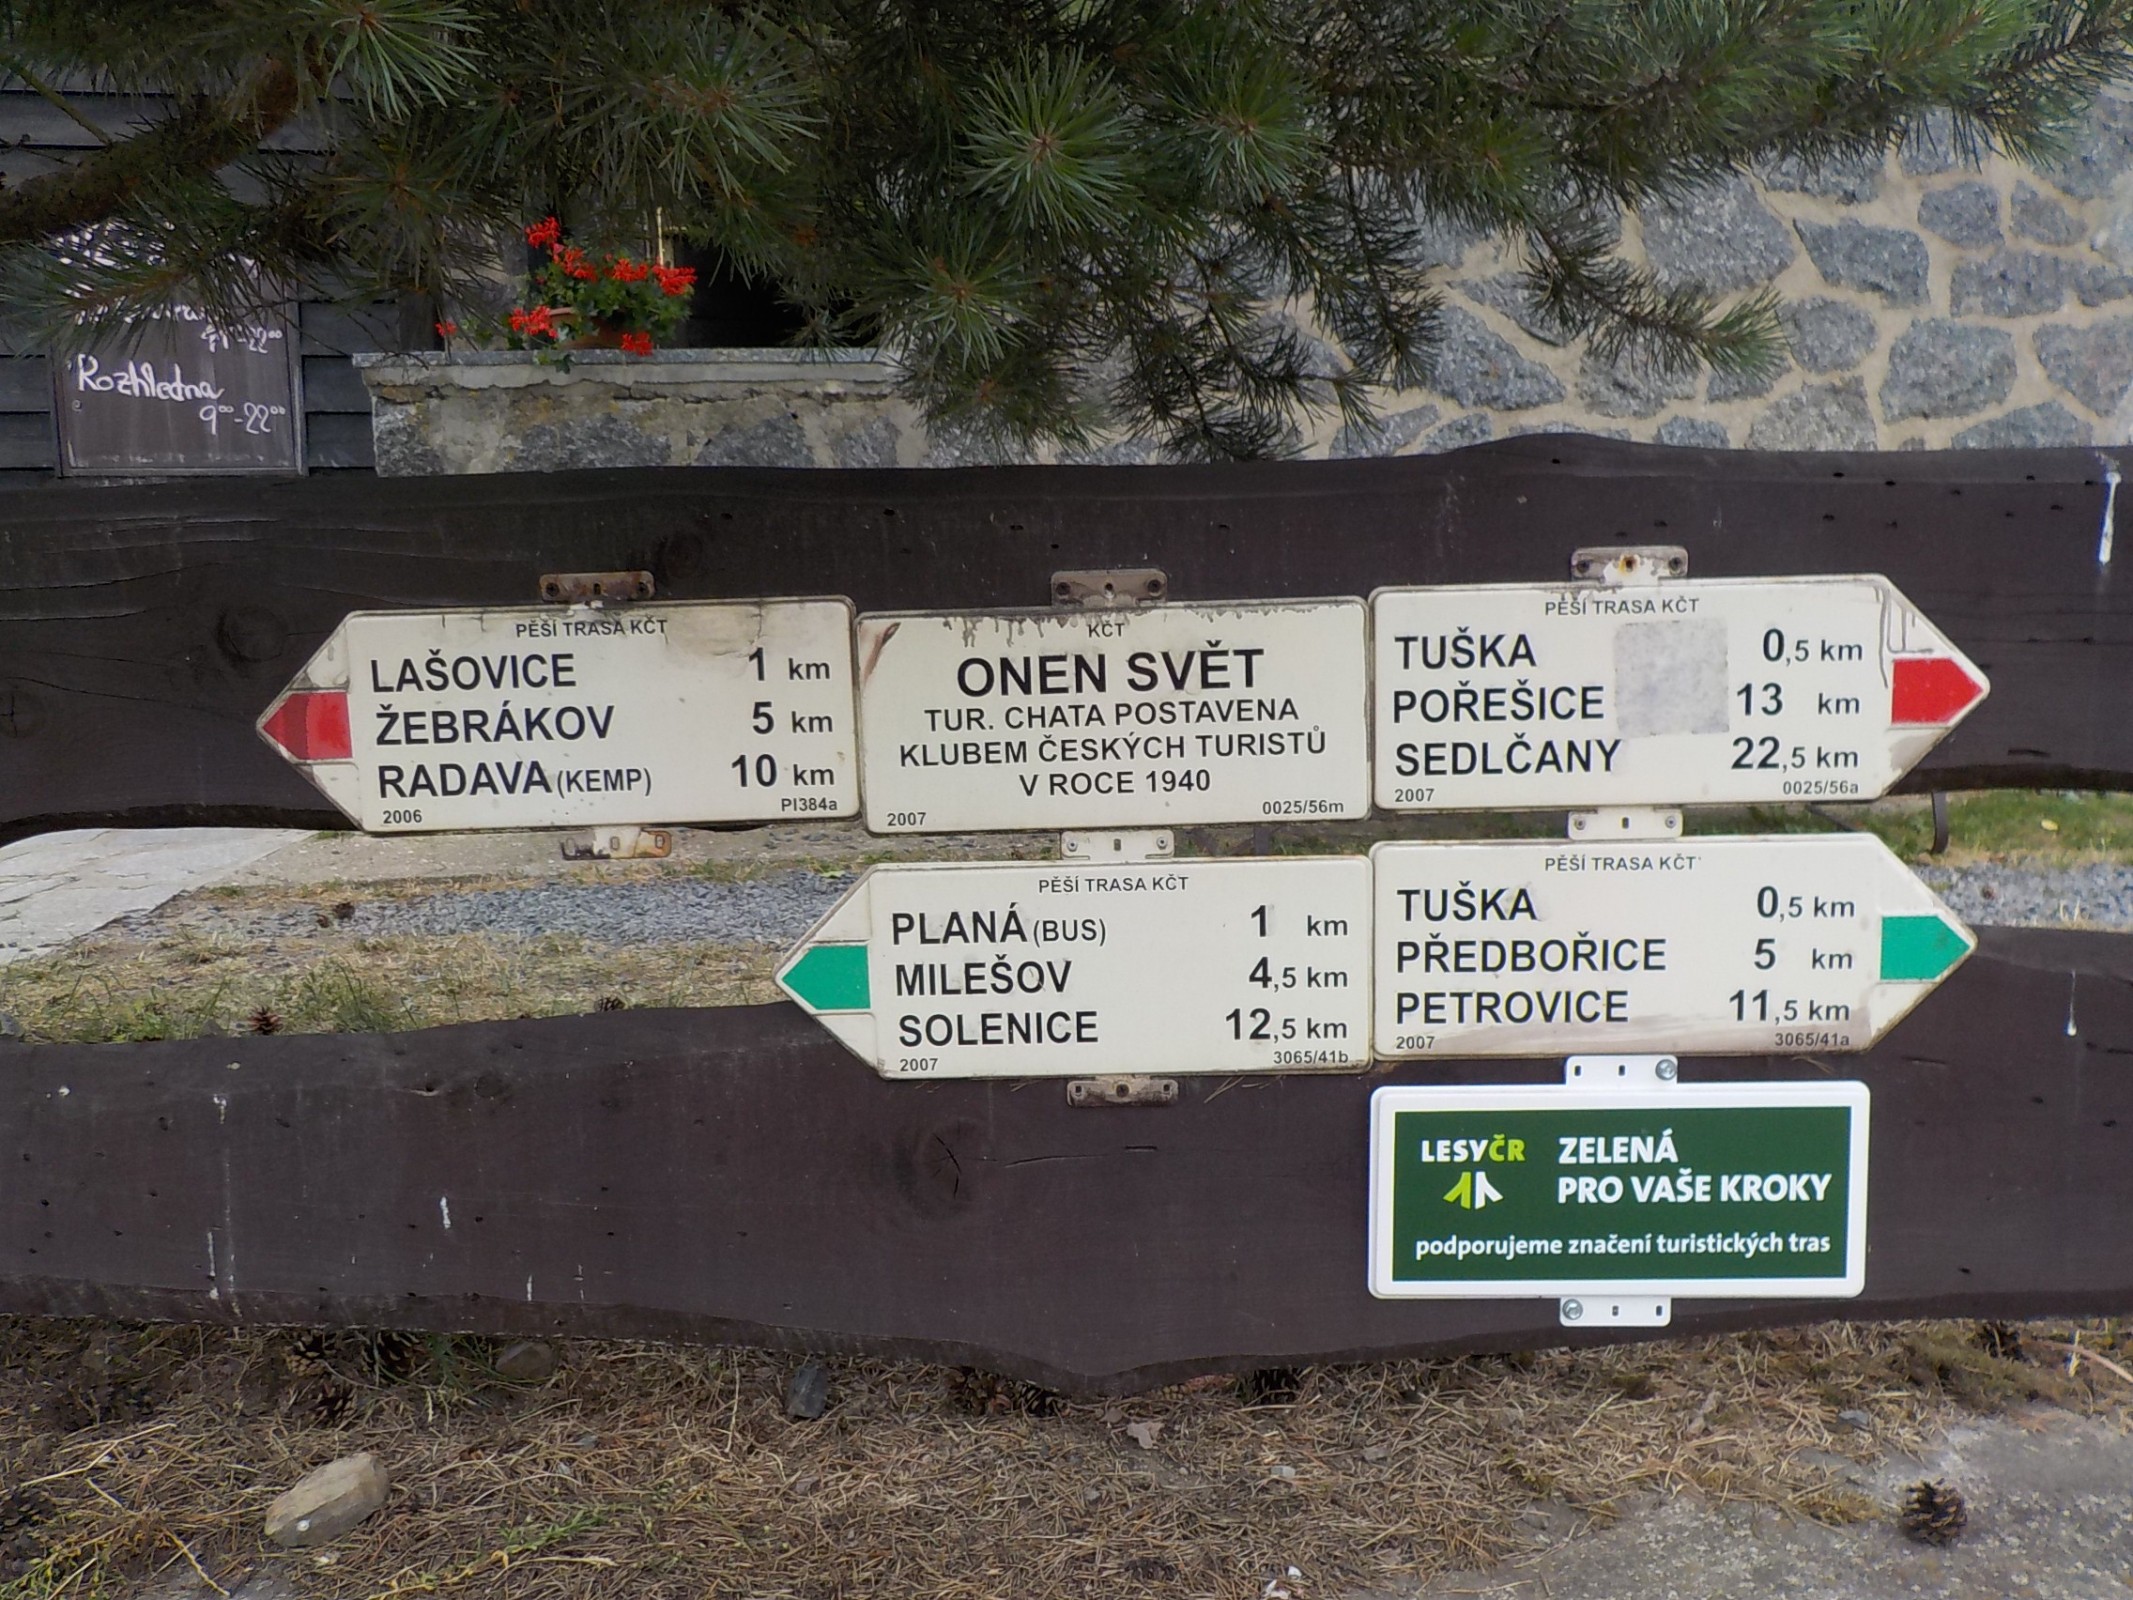 Rozhledna
9⁰⁰-22⁰⁰
PĚŠÍ TRASA KČT
LAŠOVICE 1 km
ŽEBRÁKOV 5 km
RADAVA (KEMP) 10 km
2006 PI384a
KČT
ONEN SVĚT
TUR. CHATA POSTAVENA
KLUBEM ČESKÝCH TURISTŮ
V ROCE 1940
2007 0025/56m
PĚŠÍ TRASA KČT
TUŠKA 0,5 km
POŘEŠICE 13 km
SEDLČANY 22,5 km
2007 0025/56a
PĚŠÍ TRASA KČT
PLANÁ (BUS) 1 km
MILEŠOV 4,5 km
SOLENICE 12,5 km
2007 3065/41b
PĚŠÍ TRASA KČT
TUŠKA 0,5 km
PŘEDBOŘICE 5 km
PETROVICE 11,5 km
2007 3065/41a
LESYČR
ZELENÁ
PRO VAŠE KROKY
podporujeme značení turistických tras